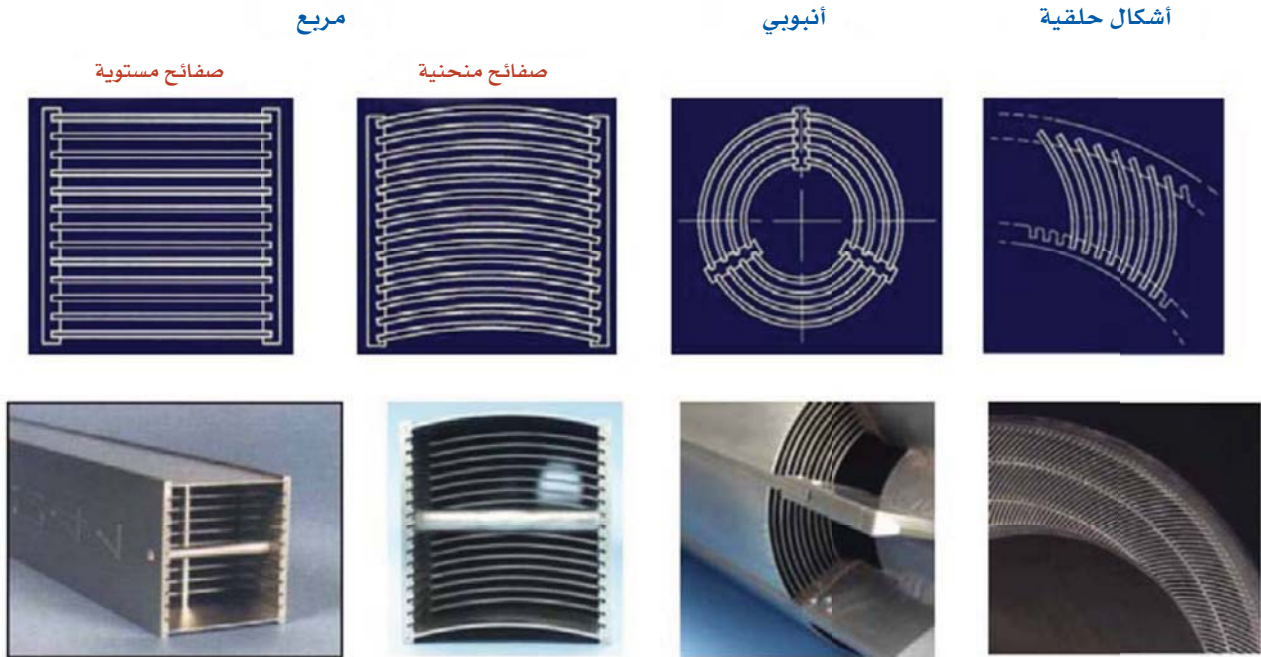 أشكال حلقية
أنبوبي
مربع
صفائح منحنية
صفائح مستوية